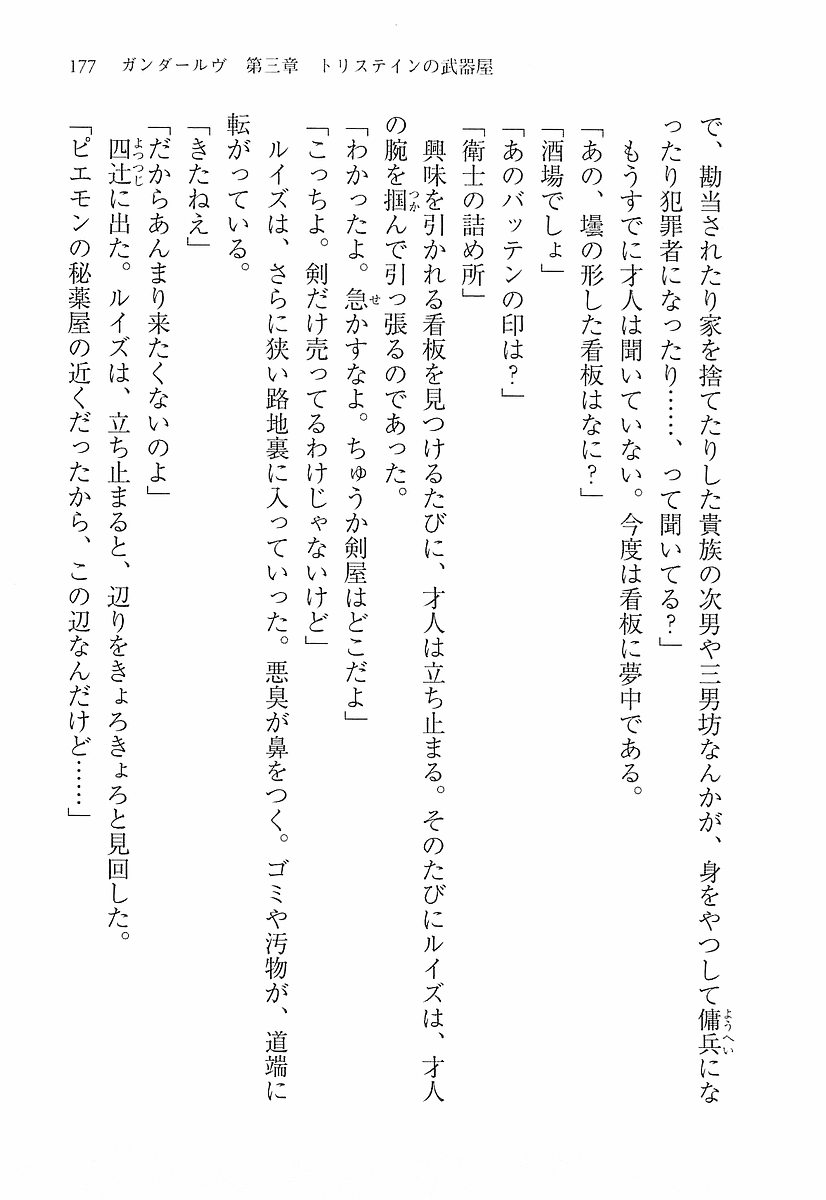 177　ガンダールヴ　第三章　トリステインの武器屋
で、勘当されたり家を捨てたりした貴族の次男や三男坊なんかが、身をやつして傭兵にな
ったり犯罪者になったり……、って聞いてる？」
　もうすでに才人は聞いていない。今度は看板に夢中である。
「あの、壜の形した看板はなに？」
「酒場でしょ」
「あのバッテンの印は？」
「衛士の詰め所」
　興味を引かれる看板を見つけるたびに、才人は立ち止まる。そのたびにルイズは、才人
の腕を掴んで引っ張るのであった。
「わかったよ。急かすなよ。ちゅうか剣屋はどこだよ」
「こっちよ。剣だけ売ってるわけじゃないけど」
　ルイズは、さらに狭い路地裏に入っていった。悪臭が鼻をつく。ゴミや汚物が、道端に
転がっている。
「きたねえ」
「だからあんまり来たくないのよ」
　四辻に出た。ルイズは、立ち止まると、辺りをきょろきょろと見回した。
「ピエモンの秘薬屋の近くだったから、この辺なんだけど……」